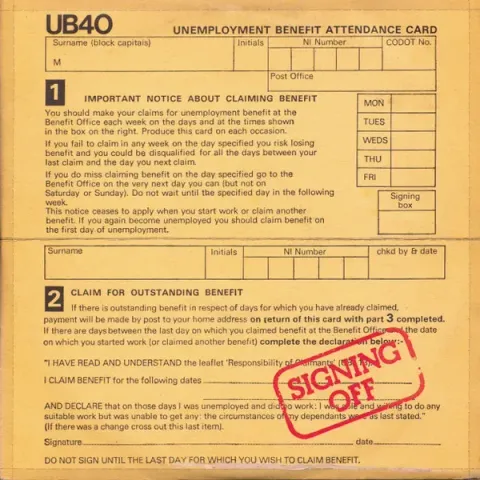 UB40
UNEMPLOYMENT BENEFIT ATTENDANCE CARD
Surname (block capitals) Initials NI Number CODOT No.
M
Post Office
1 IMPORTANT NOTICE ABOUT CLAIMING BENEFIT
You should make your claims for unemployment benefit at the
Benefit Office each week on the days and at the times shown
in the box on the right. Produce this card on each occasion.
If you fail to claim in any week on the day specified you risk losing
benefit and you could be disqualified for all the days between your
last claim and the day you next claim.
If you do miss claiming benefit on the day specified go to the
Benefit Office on the very next day you can (but not on
Saturday or Sunday). Do not wait until the specified day in the following
week.
This notice ceases to apply when you start work or claim another
benefit. If you again become unemployed you should claim benefit on
the first day of unemployment.
MON
TUES
WEDS
THU
FRI
Signing
box
Surname Initials NI Number chkd by & date
2 CLAIM FOR OUTSTANDING BENEFIT
If there is outstanding benefit in respect of days for which you have already claimed,
payment will be made by post to your home address on return of this card with part 3 completed.
If there are days between the last day on which you claimed benefit at the Benefit Office and the date
on which you started work (or claimed another benefit) complete the declaration below:-
"I HAVE READ AND UNDERSTAND the leaflet 'Responsibility of Claimants'
I CLAIM BENEFIT for the following dates
AND DECLARE that on those days I was unemployed and did no work; I was able and willing to do any
suitable work but was unable to get any: the circumstances of my dependants were as last stated."
(If there was a change cross out this last item).
Signature date
DO NOT SIGN UNTIL THE LAST DAY FOR WHICH YOU WISH TO CLAIM BENEFIT.
SIGNING
OFF